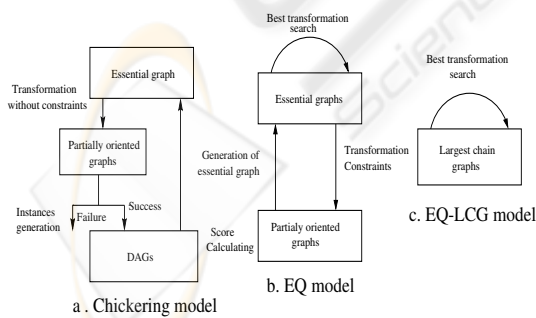 Essential graph
Transformation
without constraints
Partially oriented
graphs
Instances
generation
Failure
Success
DAGs
a . Chickering model
Best transformation
search
Essential graphs
Generation of
essential graph
Transformation
Constraints
Score
Calculating
Partialy oriented
graphs
b. EQ model
Best transformation
search
Largest chain
graphs
c. EQ-LCG model